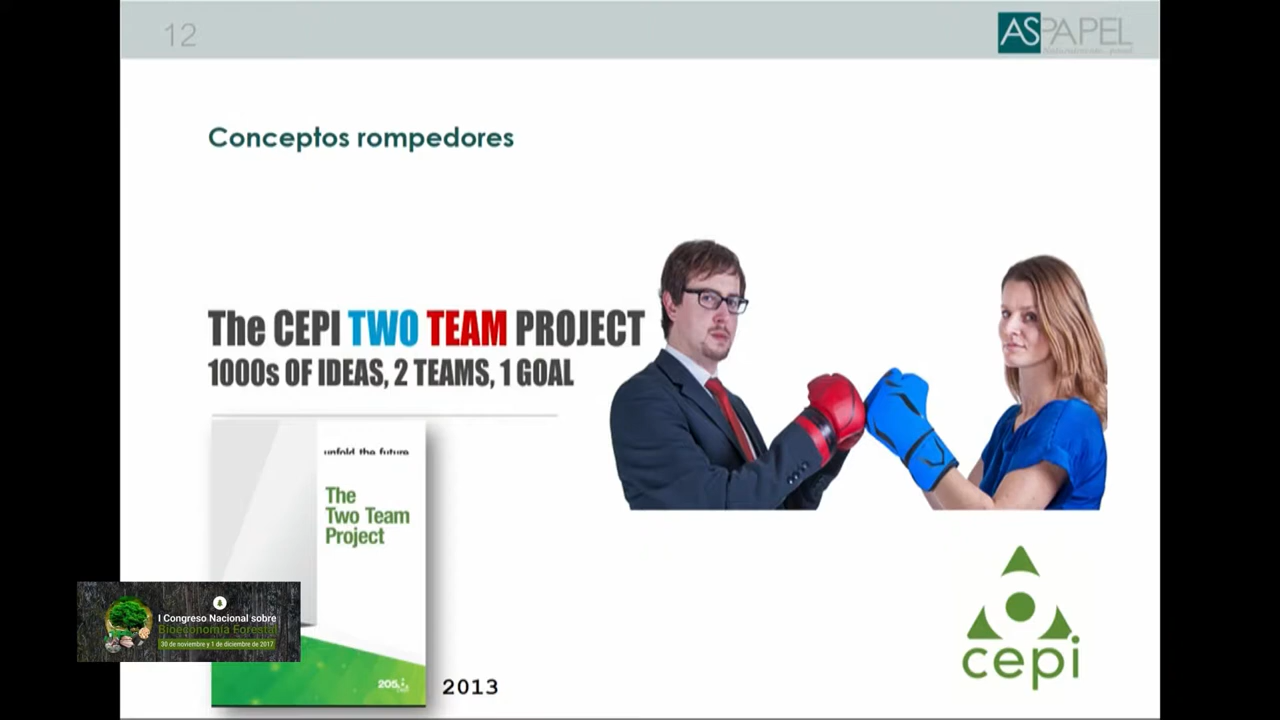 12
ASPAPEL
Conceptos rompedores
The CEPI TWO TEAM PROJECT
1000s OF IDEAS, 2 TEAMS, 1 GOAL
unfold the future
The
Two Team
Project
I Congreso Nacional sobre
Bioeconomía Forestal
30 de noviembre y 1 de diciembre de 2017
2013
cepi